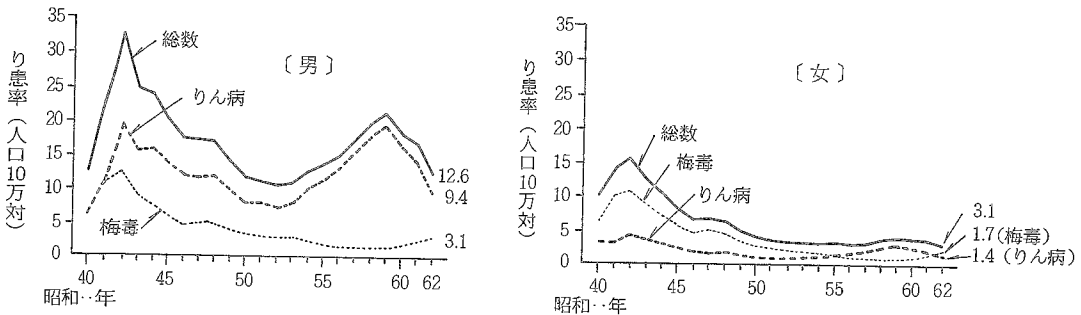 り患率（人口10万対）
35
30
25
20
15
10
5
0
総数
〔男〕
りん病
梅毒
12.6
9.4
3.1
40
45
50
55
60
62
昭和‥年
り患率（人口10万対）
35
30
25
20
15
10
5
0
〔女〕
総数
梅毒
りん病
3.1
1.7(梅毒)
1.4(りん病)
40
45
50
55
60
62
昭和‥年